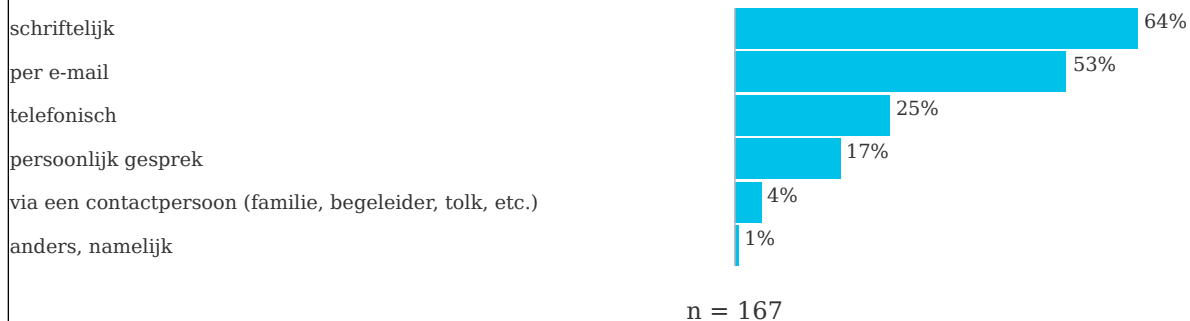 schriftelijk 64%
per e-mail 53%
telefonisch 25%
persoonlijk gesprek 17%
via een contactpersoon (familie, begeleider, tolk, etc.) 4%
anders, namelijk 1%
n = 167